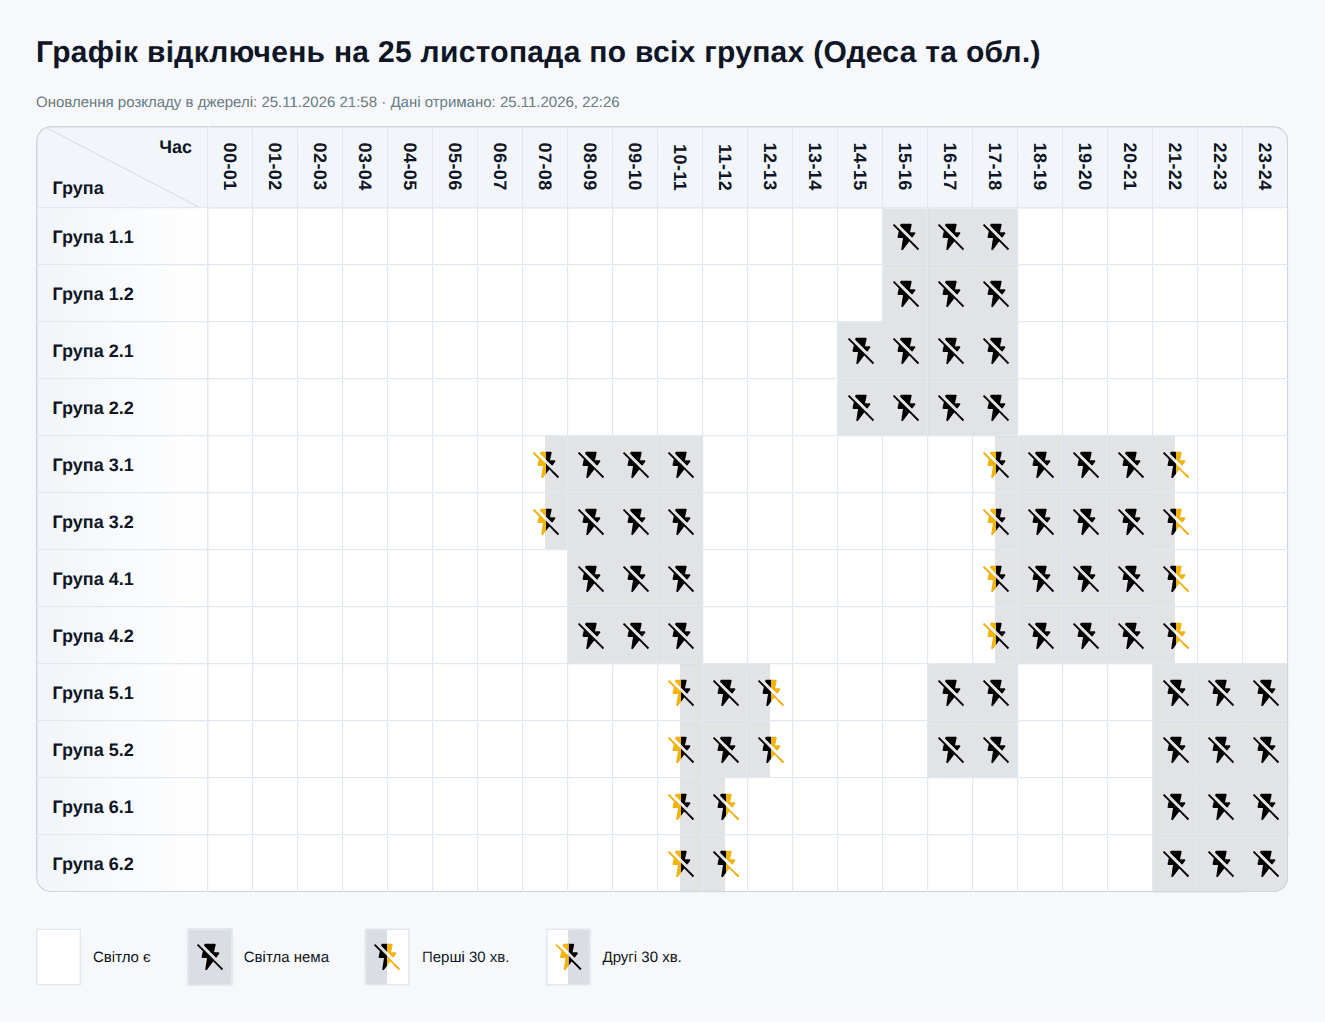 Графік відключень на 25 листопада по всіх групах (Одеса та обл.)
Оновлення розкладу в джерелі: 25.11.2026 21:58 · Дані отримано: 25.11.2026, 22:26
Час
Група
00-01 01-02 02-03 03-04 04-05 05-06 06-07 07-08 08-09 09-10 10-11 11-12 12-13 13-14 14-15 15-16 16-17 17-18 18-19 19-20 20-21 21-22 22-23 23-24
Група 1.1
Група 1.2
Група 2.1
Група 2.2
Група 3.1
Група 3.2
Група 4.1
Група 4.2
Група 5.1
Група 5.2
Група 6.1
Група 6.2
Світло є Світла нема Перші 30 хв. Другі 30 хв.